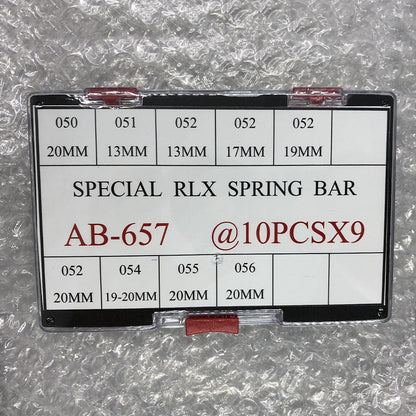 050 051 052 052 052
20MM 13MM 13MM 17MM 19MM
SPECIAL RLX SPRING BAR
AB-657 @10PCSX9
052 054 055 056
20MM 19-20MM 20MM 20MM